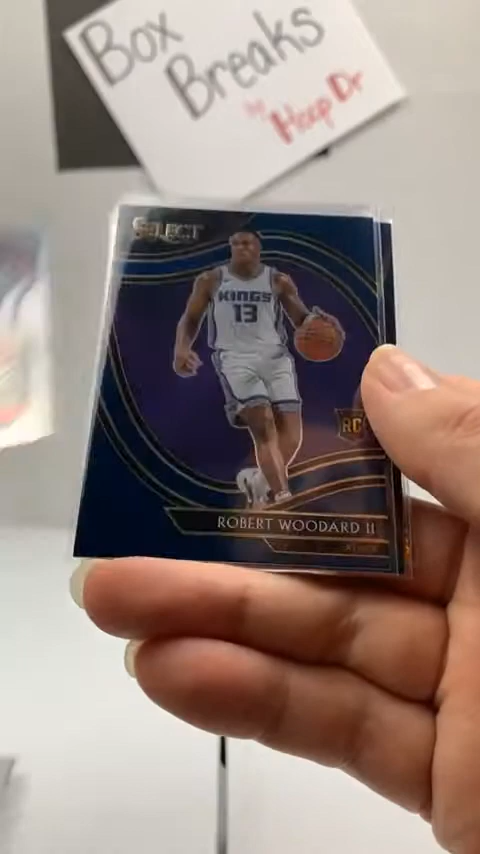 Box
Breaks
by Hoop Dr
SELECT
KINGS
13
RC
ROBERT WOODARD II